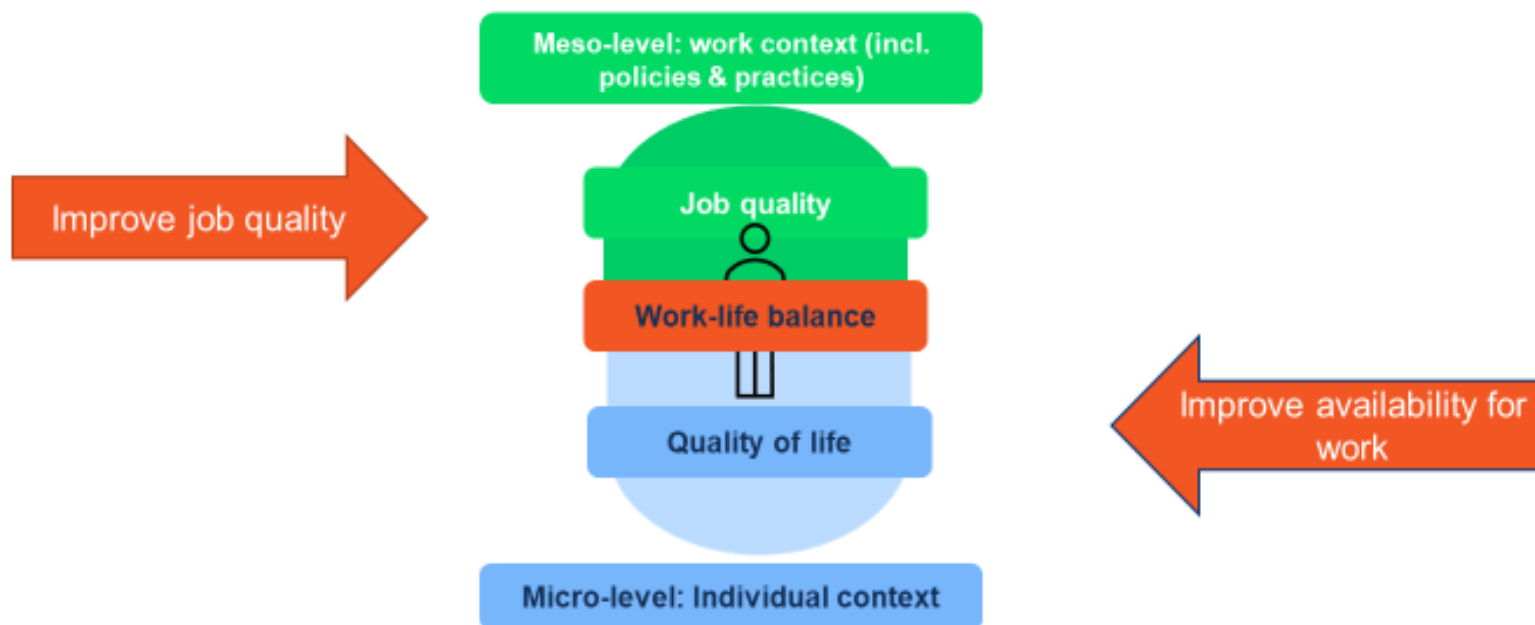 Meso-level: work context (incl.
policies & practices)
Improve job quality
Job quality
Work-life balance
Improve availability for
work
Quality of life
Micro-level: Individual context